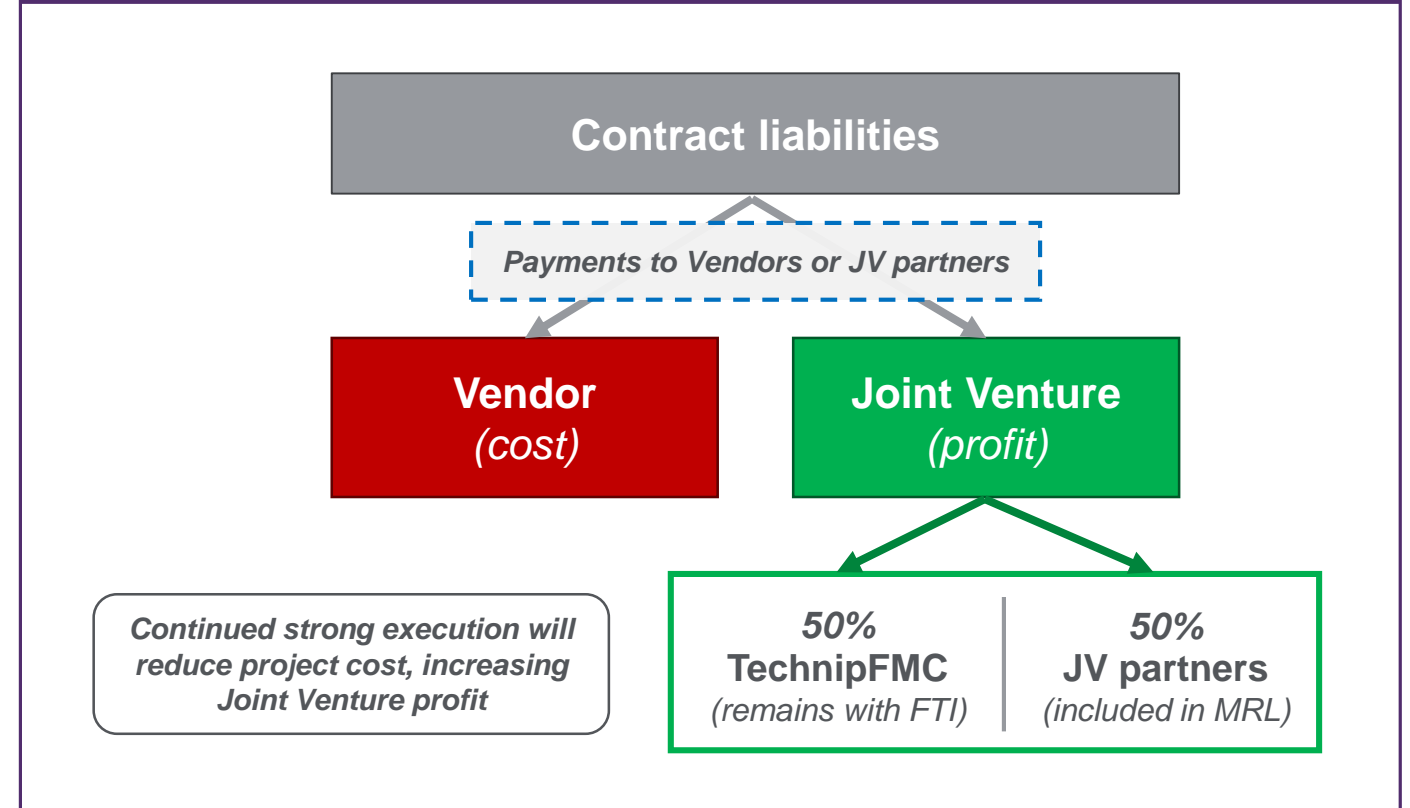 Contract liabilities
Payments to Vendors or JV partners
Vendor
(cost)
Joint Venture
(profit)
Continued strong execution will
reduce project cost, increasing
Joint Venture profit
50%
TechnipFMC
(remains with FTI)
50%
JV partners
(included in MRL)